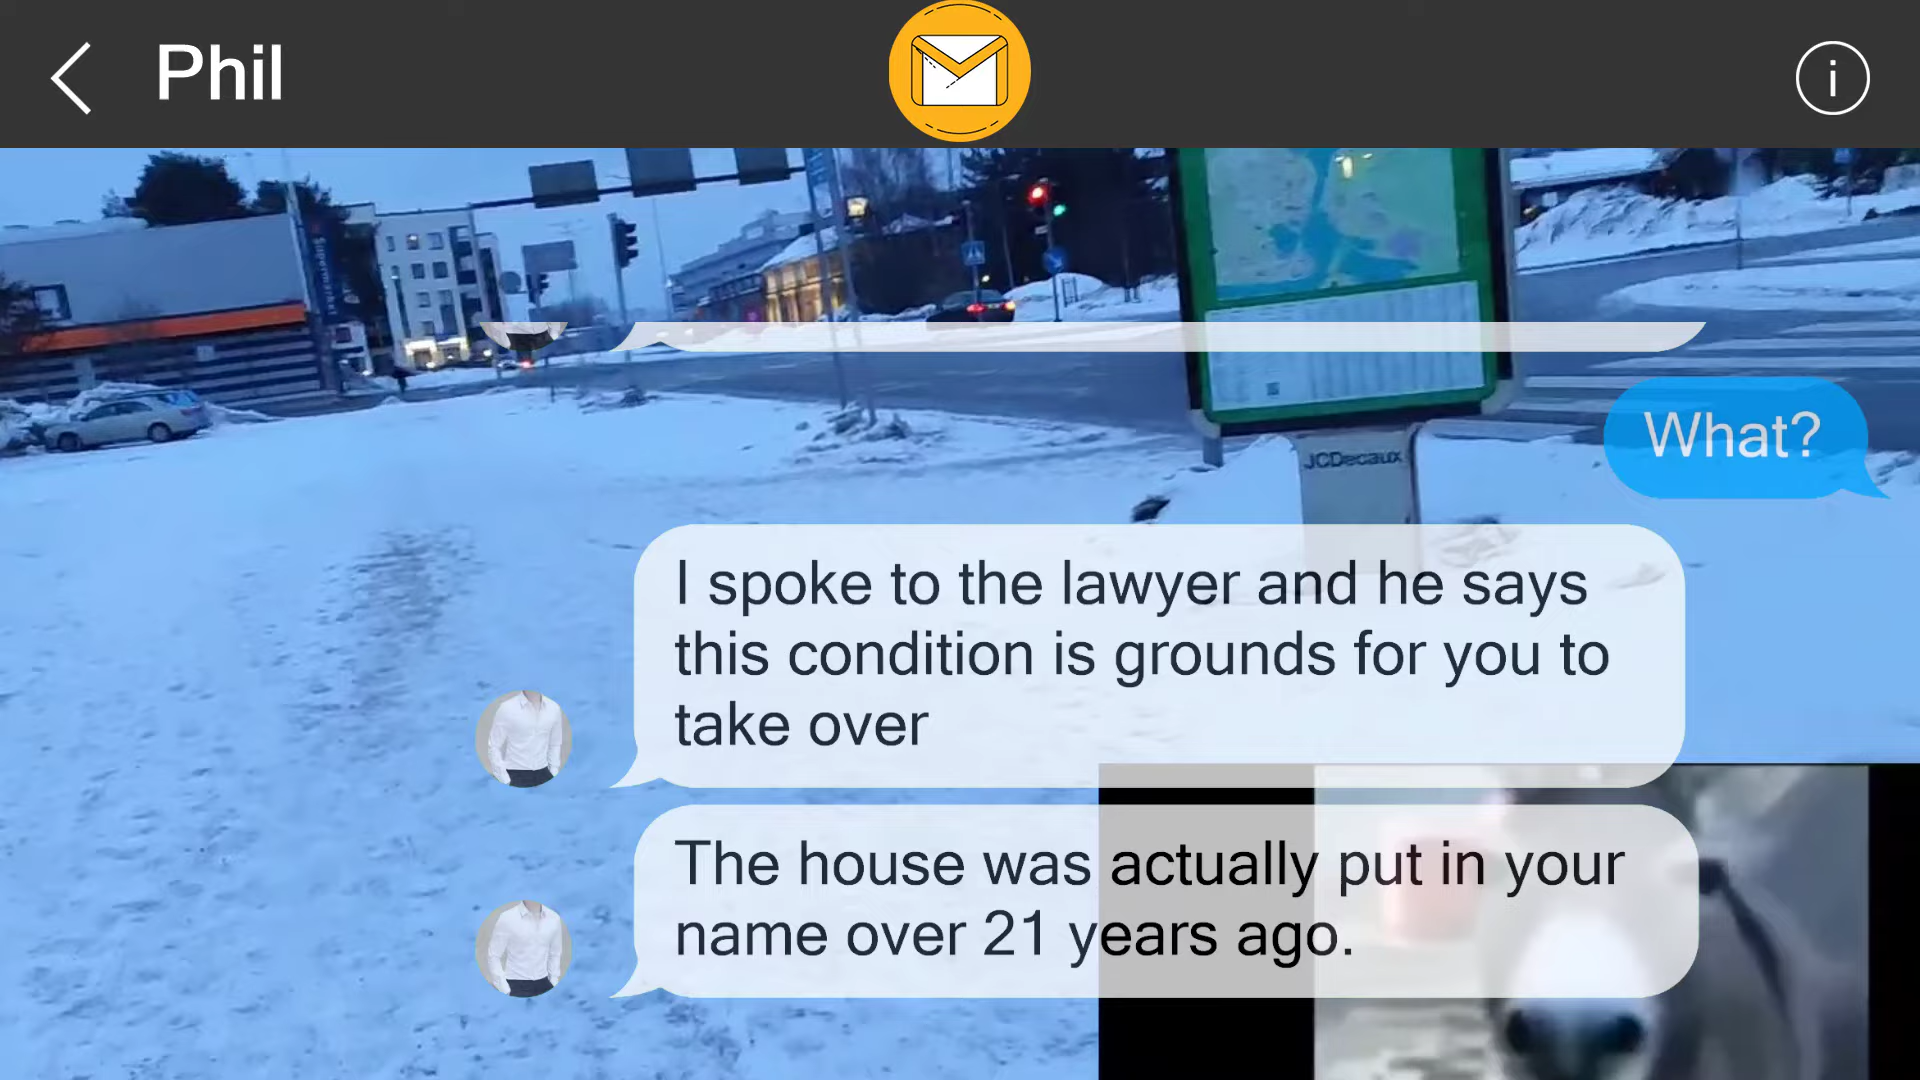 Phil
i
Supermarket
JCDecaux
What?
I spoke to the lawyer and he says
this condition is grounds for you to
take over
The house was actually put in your
name over 21 years ago.